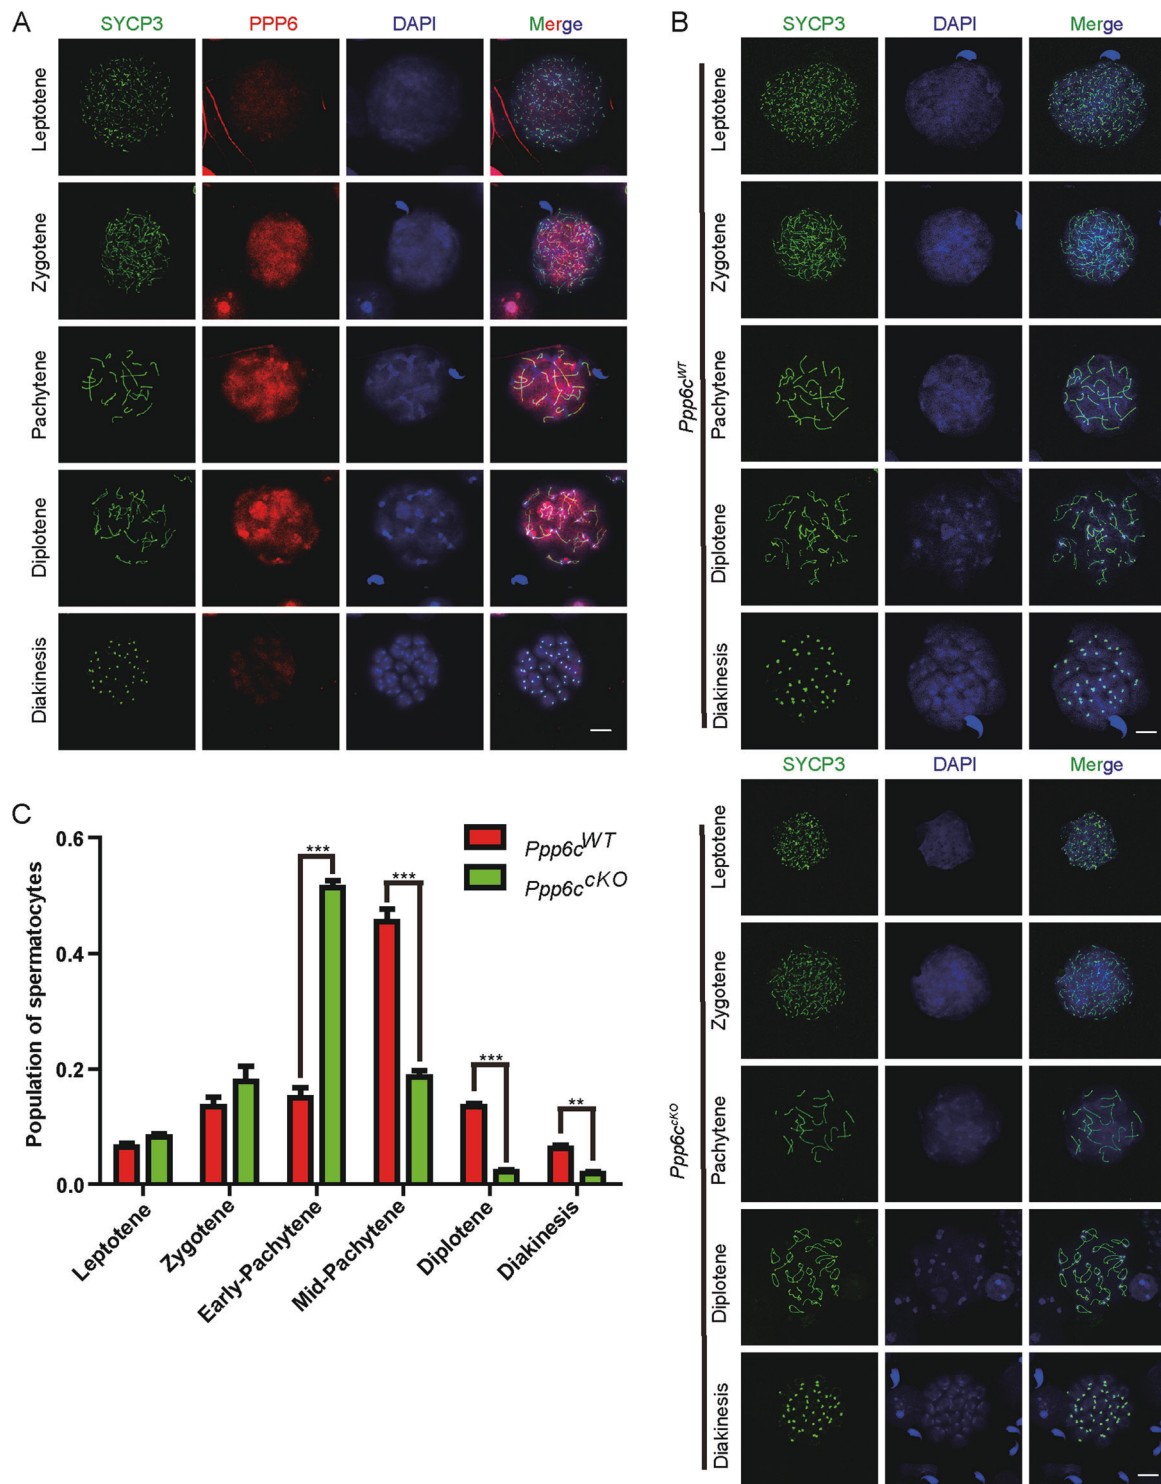 A
SYCP3 PPP6 DAPI Merge
Leptotene
Zygotene
Pachytene
Diplotene
Diakinesis
B
SYCP3 DAPI Merge
Ppp6cWT
Leptotene
Zygotene
Pachytene
Diplotene
Diakinesis
SYCP3 DAPI Merge
Ppp6ccKO
Leptotene
Zygotene
Pachytene
Diplotene
Diakinesis
C
Population of spermatocytes
0.6
0.4
0.2
0.0
Ppp6cWT
Ppp6ccKO
***
***
***
**
Leptotene
Zygotene
Early-Pachytene
Mid-Pachytene
Diplotene
Diakinesis